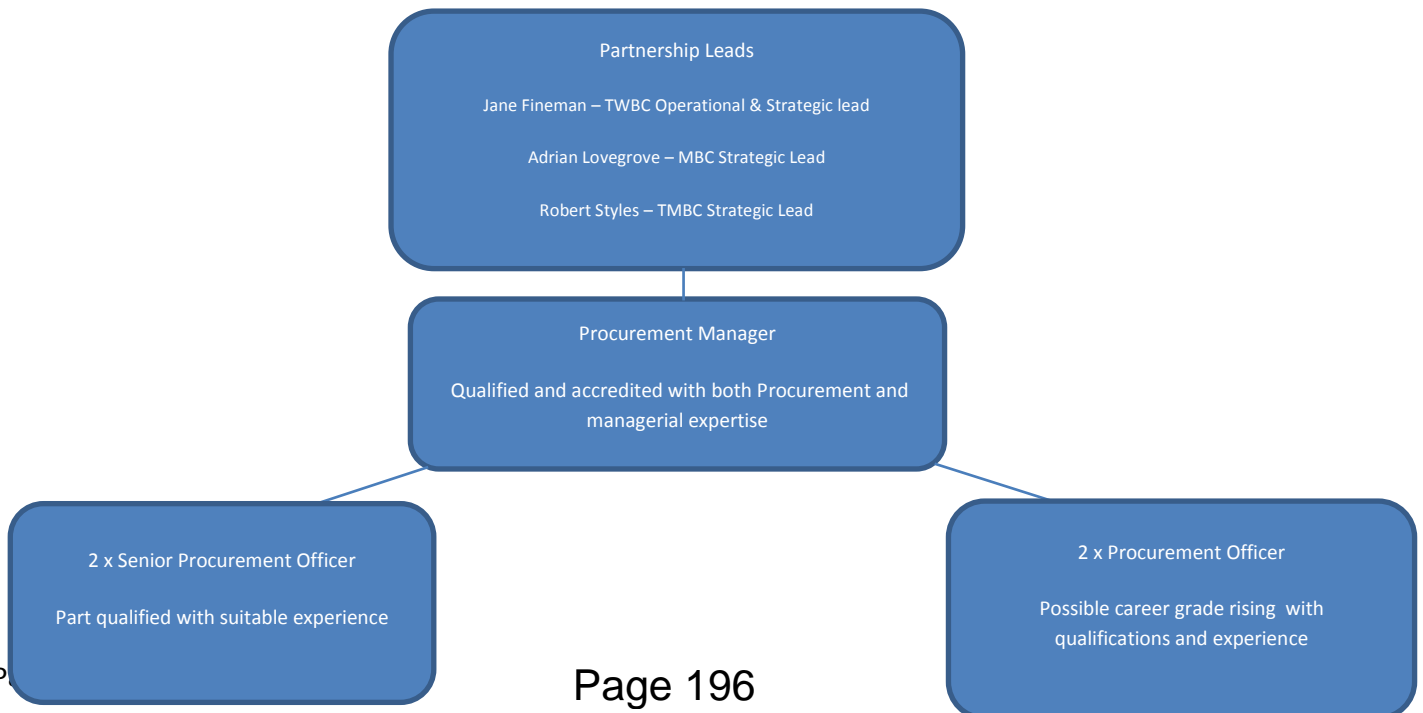 Partnership Leads
Jane Fineman – TWBC Operational & Strategic lead
Adrian Lovegrove – MBC Strategic Lead
Robert Styles – TMBC Strategic Lead
Procurement Manager
Qualified and accredited with both Procurement and
managerial expertise
2 x Senior Procurement Officer
Part qualified with suitable experience
2 x Procurement Officer
Possible career grade rising  with
qualifications and experience
Page 196